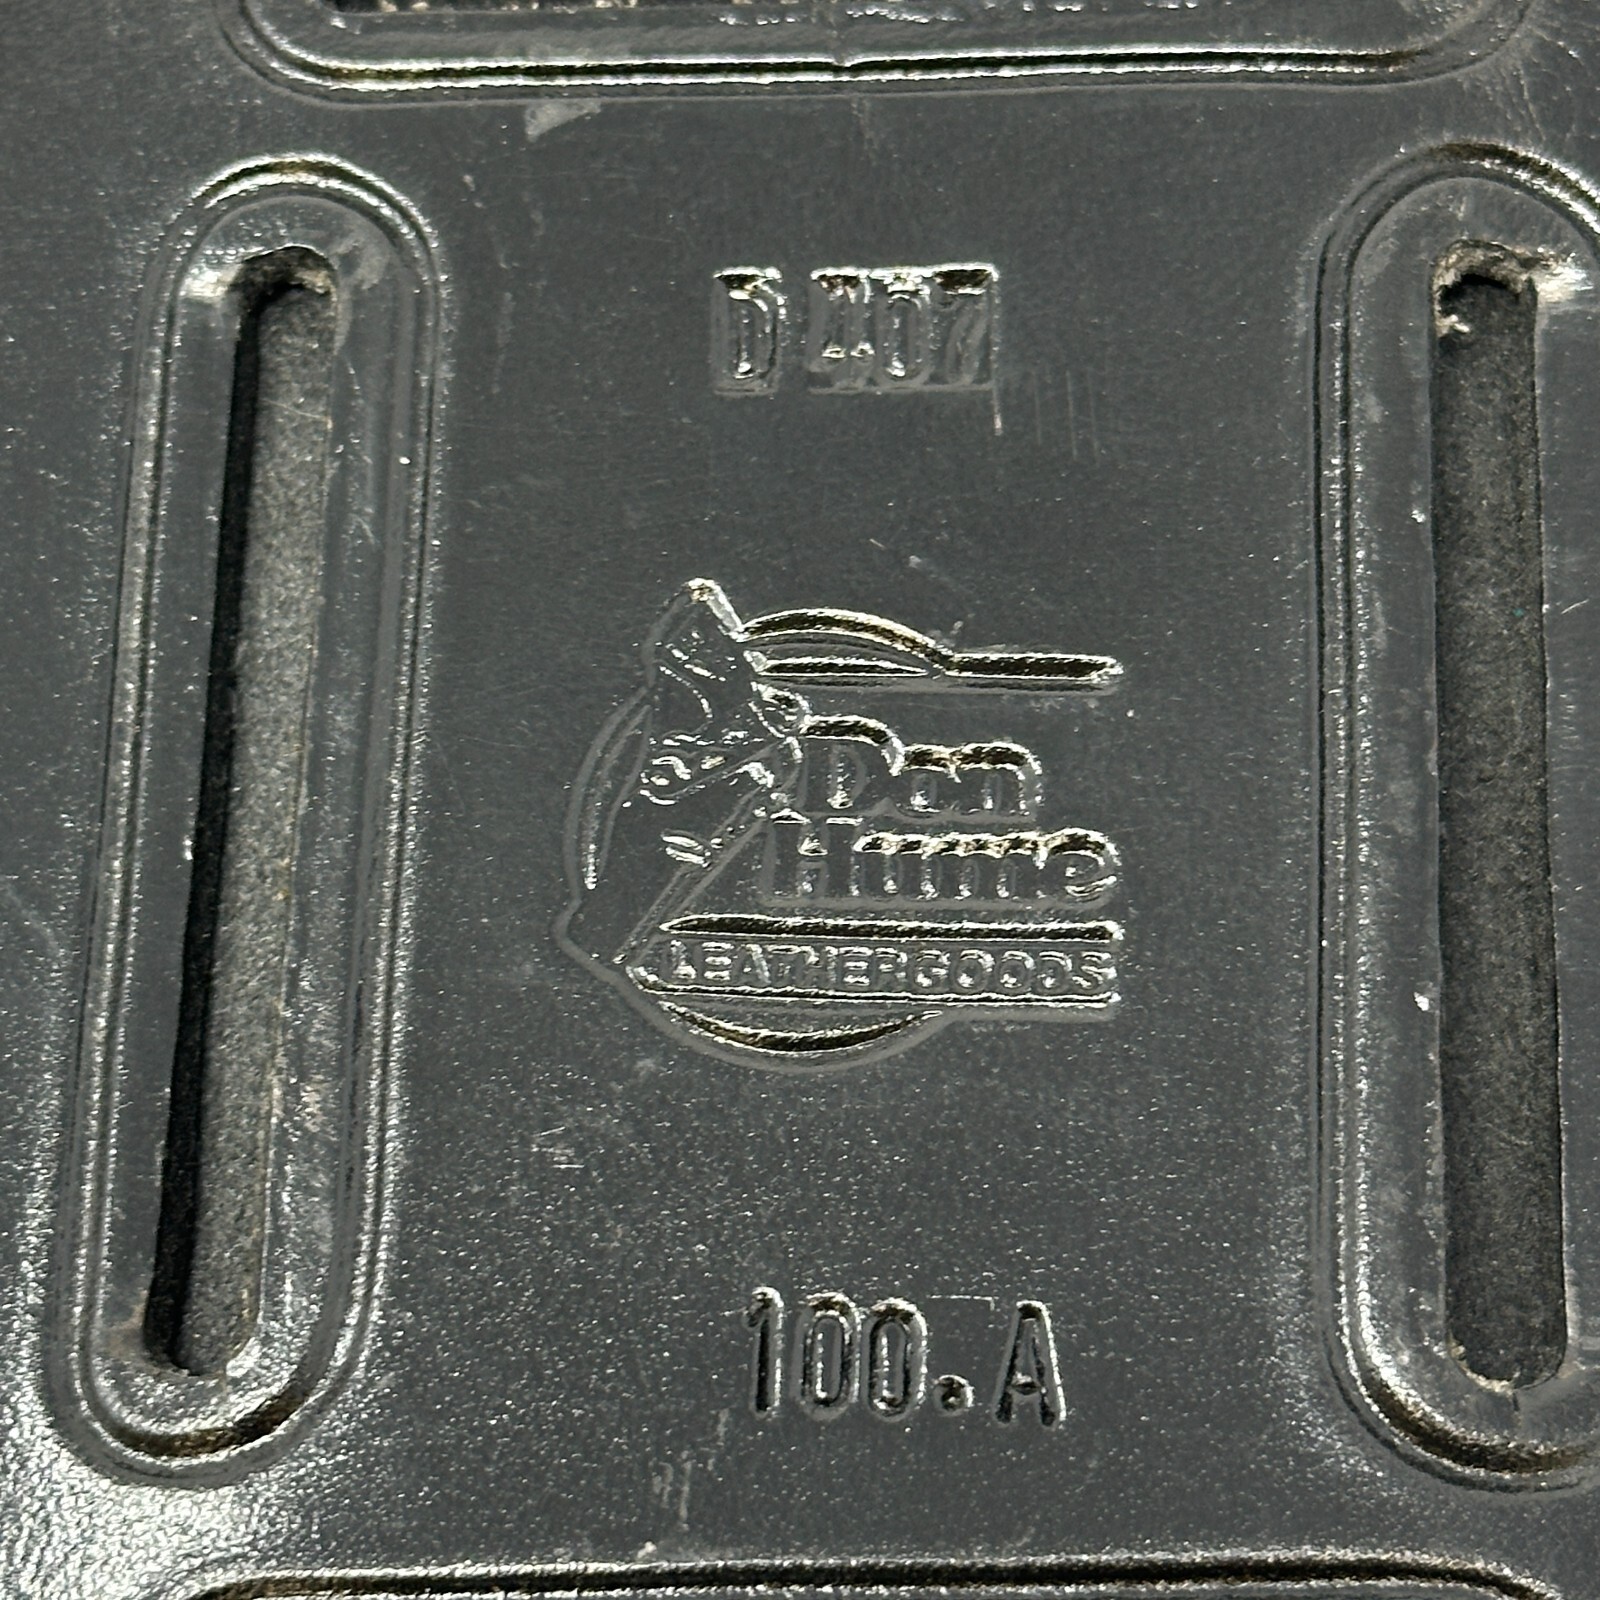 D 407
Don
Hume
LEATHERGOODS
100.A